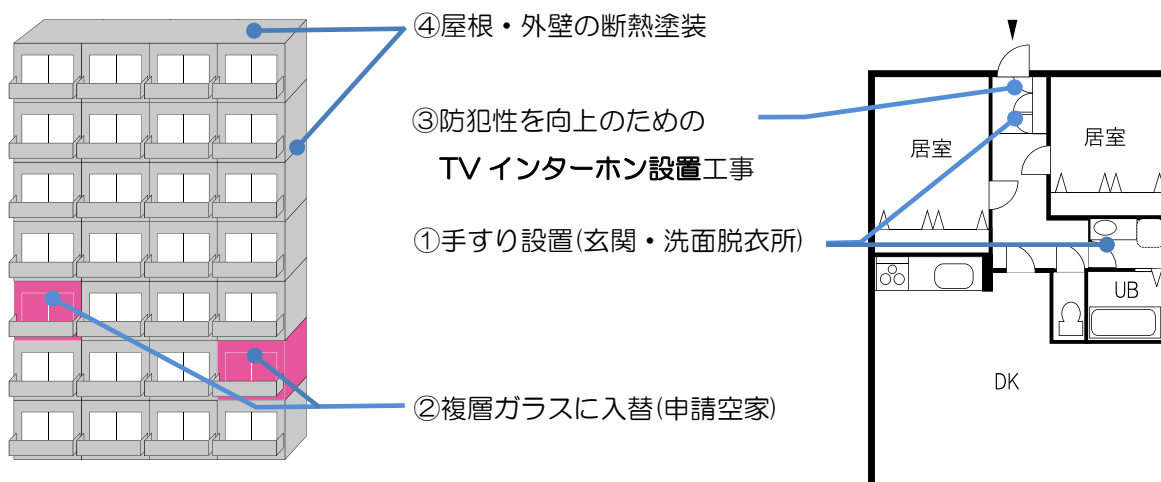 ④屋根・外壁の断熱塗装
③防犯性を向上のための
TVインターホン設置工事
①手すり設置(玄関・洗面脱衣所)
②複層ガラスに入替(申請空家)
居室
居室
UB
DK